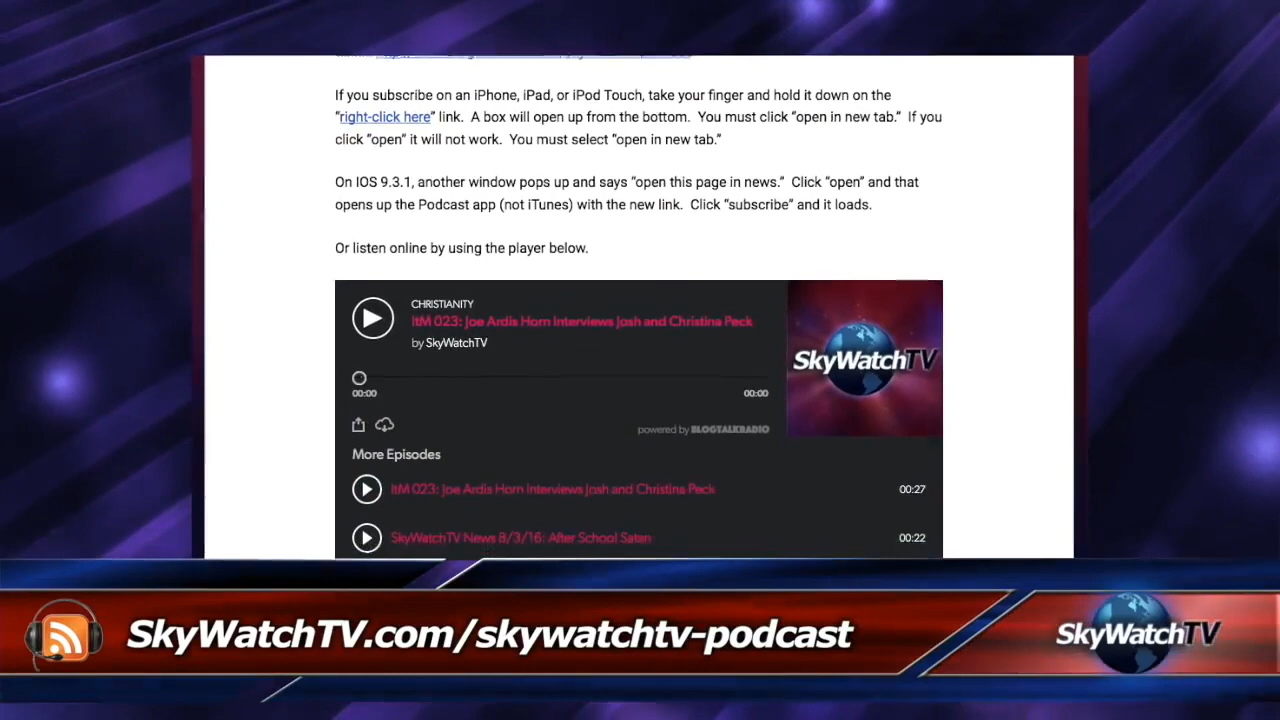 If you subscribe on an iPhone, iPad, or iPod Touch, take your finger and hold it down on the
“right-click here” link.  A box will open up from the bottom.  You must click “open in new tab.”  If you
click “open” it will not work.  You must select “open in new tab.”
On IOS 9.3.1, another window pops up and says “open this page in news.”  Click “open” and that
opens up the Podcast app (not iTunes) with the new link.  Click “subscribe” and it loads.
Or listen online by using the player below.
CHRISTIANITY
ItM 023: Joe Ardis Horn Interviews Josh and Christina Peck
by SkyWatchTV
SkyWatchTV
00:00 00:00
powered by BLOGTALKRADIO
More Episodes
ItM 023: Joe Ardis Horn Interviews Josh and Christina Peck 00:27
SkyWatchTV News 8/3/16: After School Satan 00:22
SkyWatchTV.com/skywatchtv-podcast
SkyWatchTV